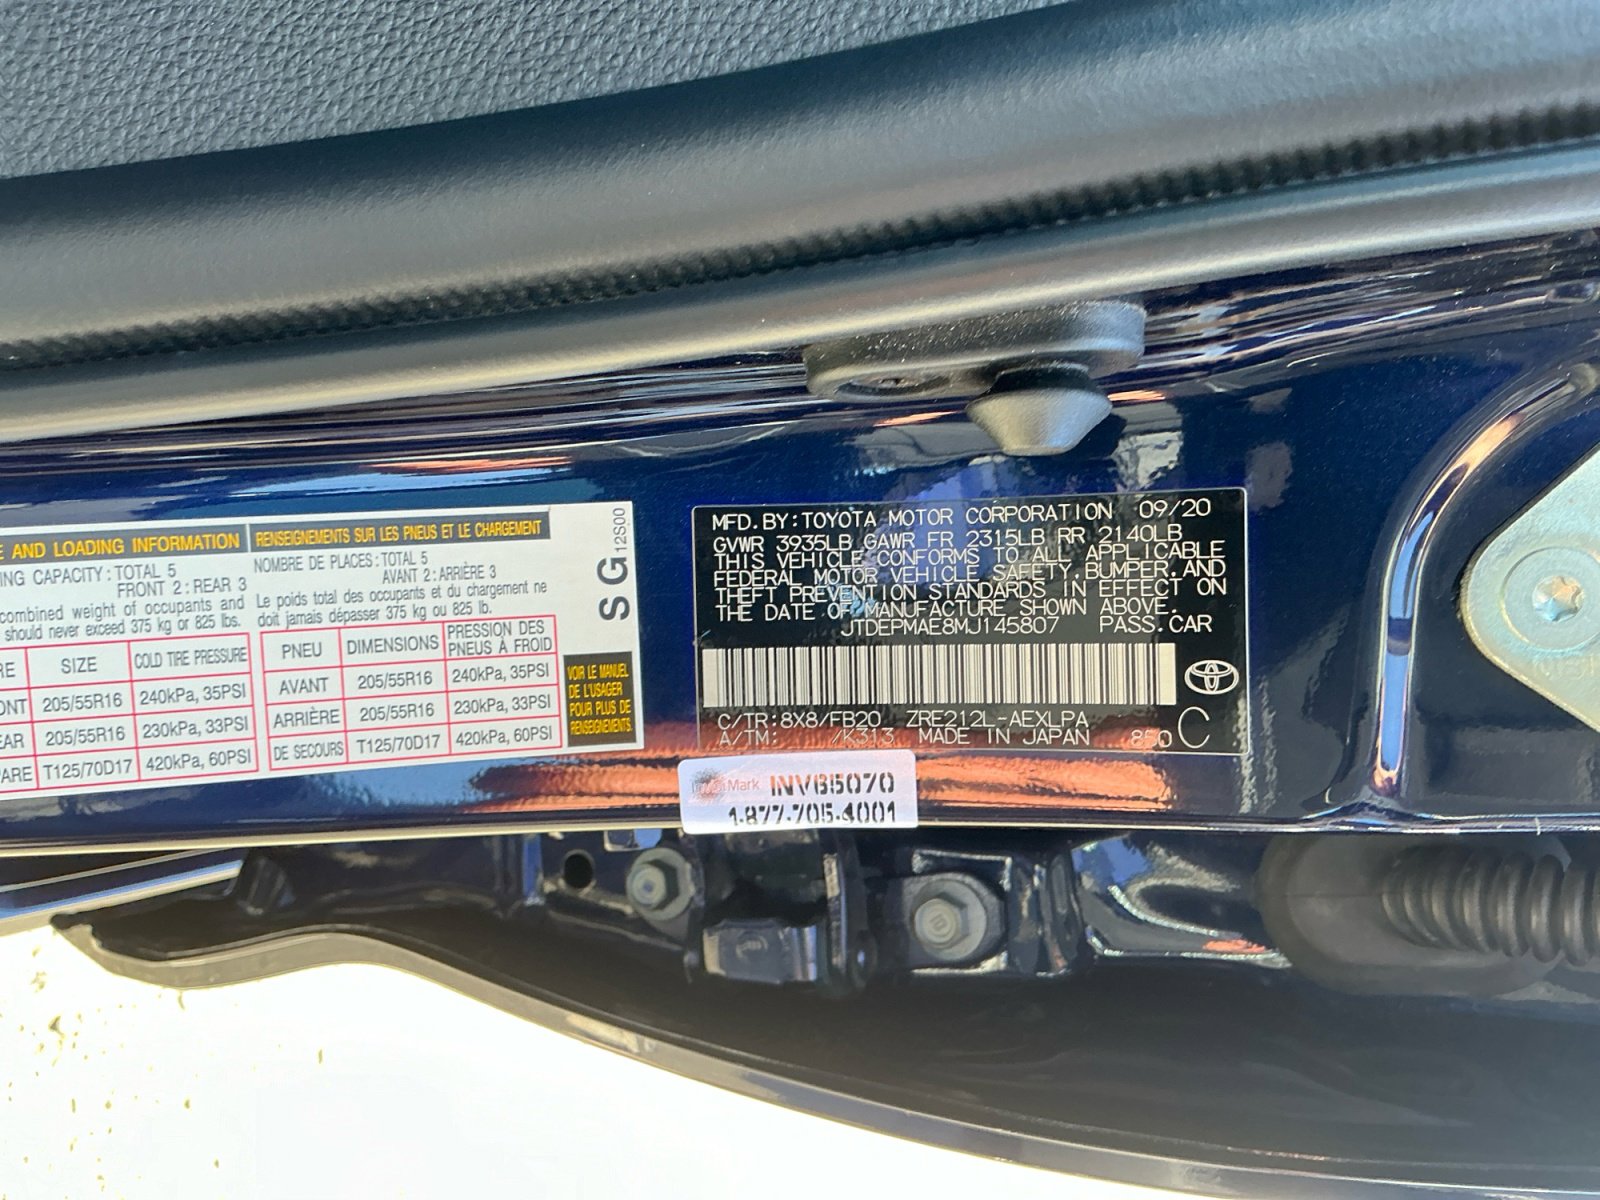 E AND LOADING INFORMATION
RENSEIGNEMENTS SUR LES PNEUS ET LE CHARGEMENT
NG CAPACITY : TOTAL 5
FRONT 2 : REAR 3
combined weight of occupants and
should never exceed 375 kg or 825 lbs.
NOMBRE DE PLACES : TOTAL 5
AVANT 2 : ARRIÈRE 3
Le poids total des occupants et du chargement ne
doit jamais dépasser 375 kg ou 825 lb.
RE SIZE COLD TIRE PRESSURE
ONT 205/55R16 240kPa, 35PSI
EAR 205/55R16 230kPa, 33PSI
ARE T125/70D17 420kPa, 60PSI
PNEU DIMENSIONS PRESSION DES PNEUS À FROID
AVANT 205/55R16 240kPa, 35PSI
ARRIÈRE 205/55R16 230kPa, 33PSI
DE SECOURS T125/70D17 420kPa, 60PSI
SG 12S00
VOIR LE MANUEL
DE L'USAGER
POUR PLUS DE
RENSEIGNEMENTS.
MFD. BY: TOYOTA MOTOR CORPORATION 09/20
GVWR 3935LB GAWR FR 2315LB RR 2140LB
THIS VEHICLE CONFORMS TO ALL APPLICABLE
FEDERAL MOTOR VEHICLE SAFETY, BUMPER, AND
THEFT PREVENTION STANDARDS IN EFFECT ON
THE DATE OF MANUFACTURE SHOWN ABOVE.
JTDEPMAE8MJ145807 PASS.CAR
C/TR: 8X8/FB20 ZRE212L-AEXLPA
A/TM: /K313 MADE IN JAPAN 850 C
Mark INV65070
1-877-705-4001